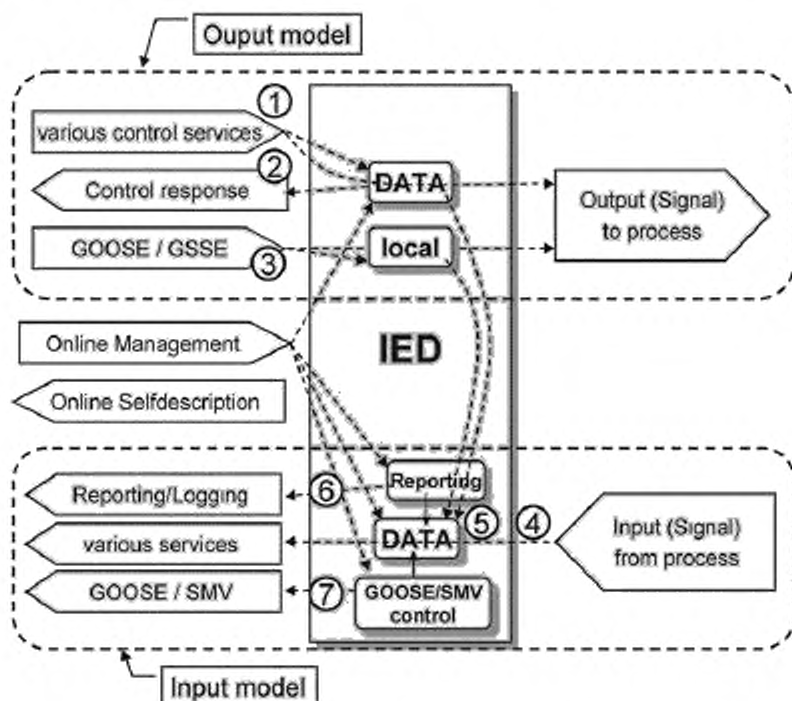 Ouput model
①
various control services
②
DATA
Control response
Output (Signal)
to process
GOOSE / GSSE
③
local
Online Management
IED
Online Selfdescription
Reporting
Reporting/Logging
⑥
⑤
④
Input (Signal)
from process
various services
DATA
GOOSE / SMV
⑦
GOOSE/SMV
control
Input model